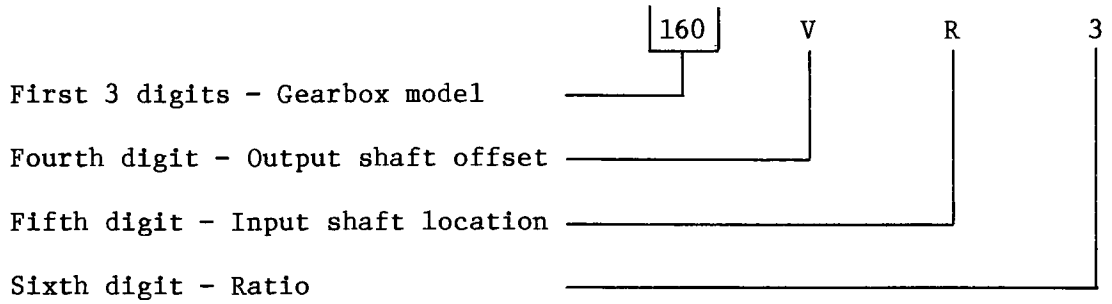 160 V R 3
First 3 digits - Gearbox model
Fourth digit - Output shaft offset
Fifth digit - Input shaft location
Sixth digit - Ratio